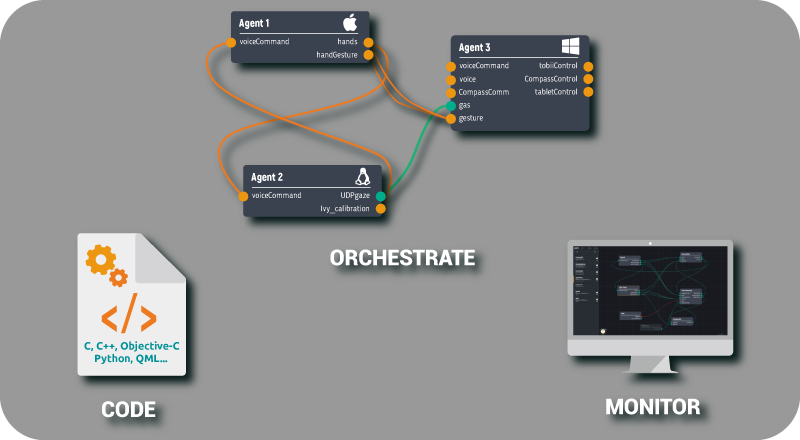 Agent 1
voiceCommand hands
handGesture
Agent 3
voiceCommand tobiiControl
voice CompassControl
CompassComm tabletControl
gas
gesture
Agent 2
voiceCommand UDPgaze
Ivy_calibration
ORCHESTRATE
</>
C, C++, Objective-C
Python, QML...
CODE
MONITOR